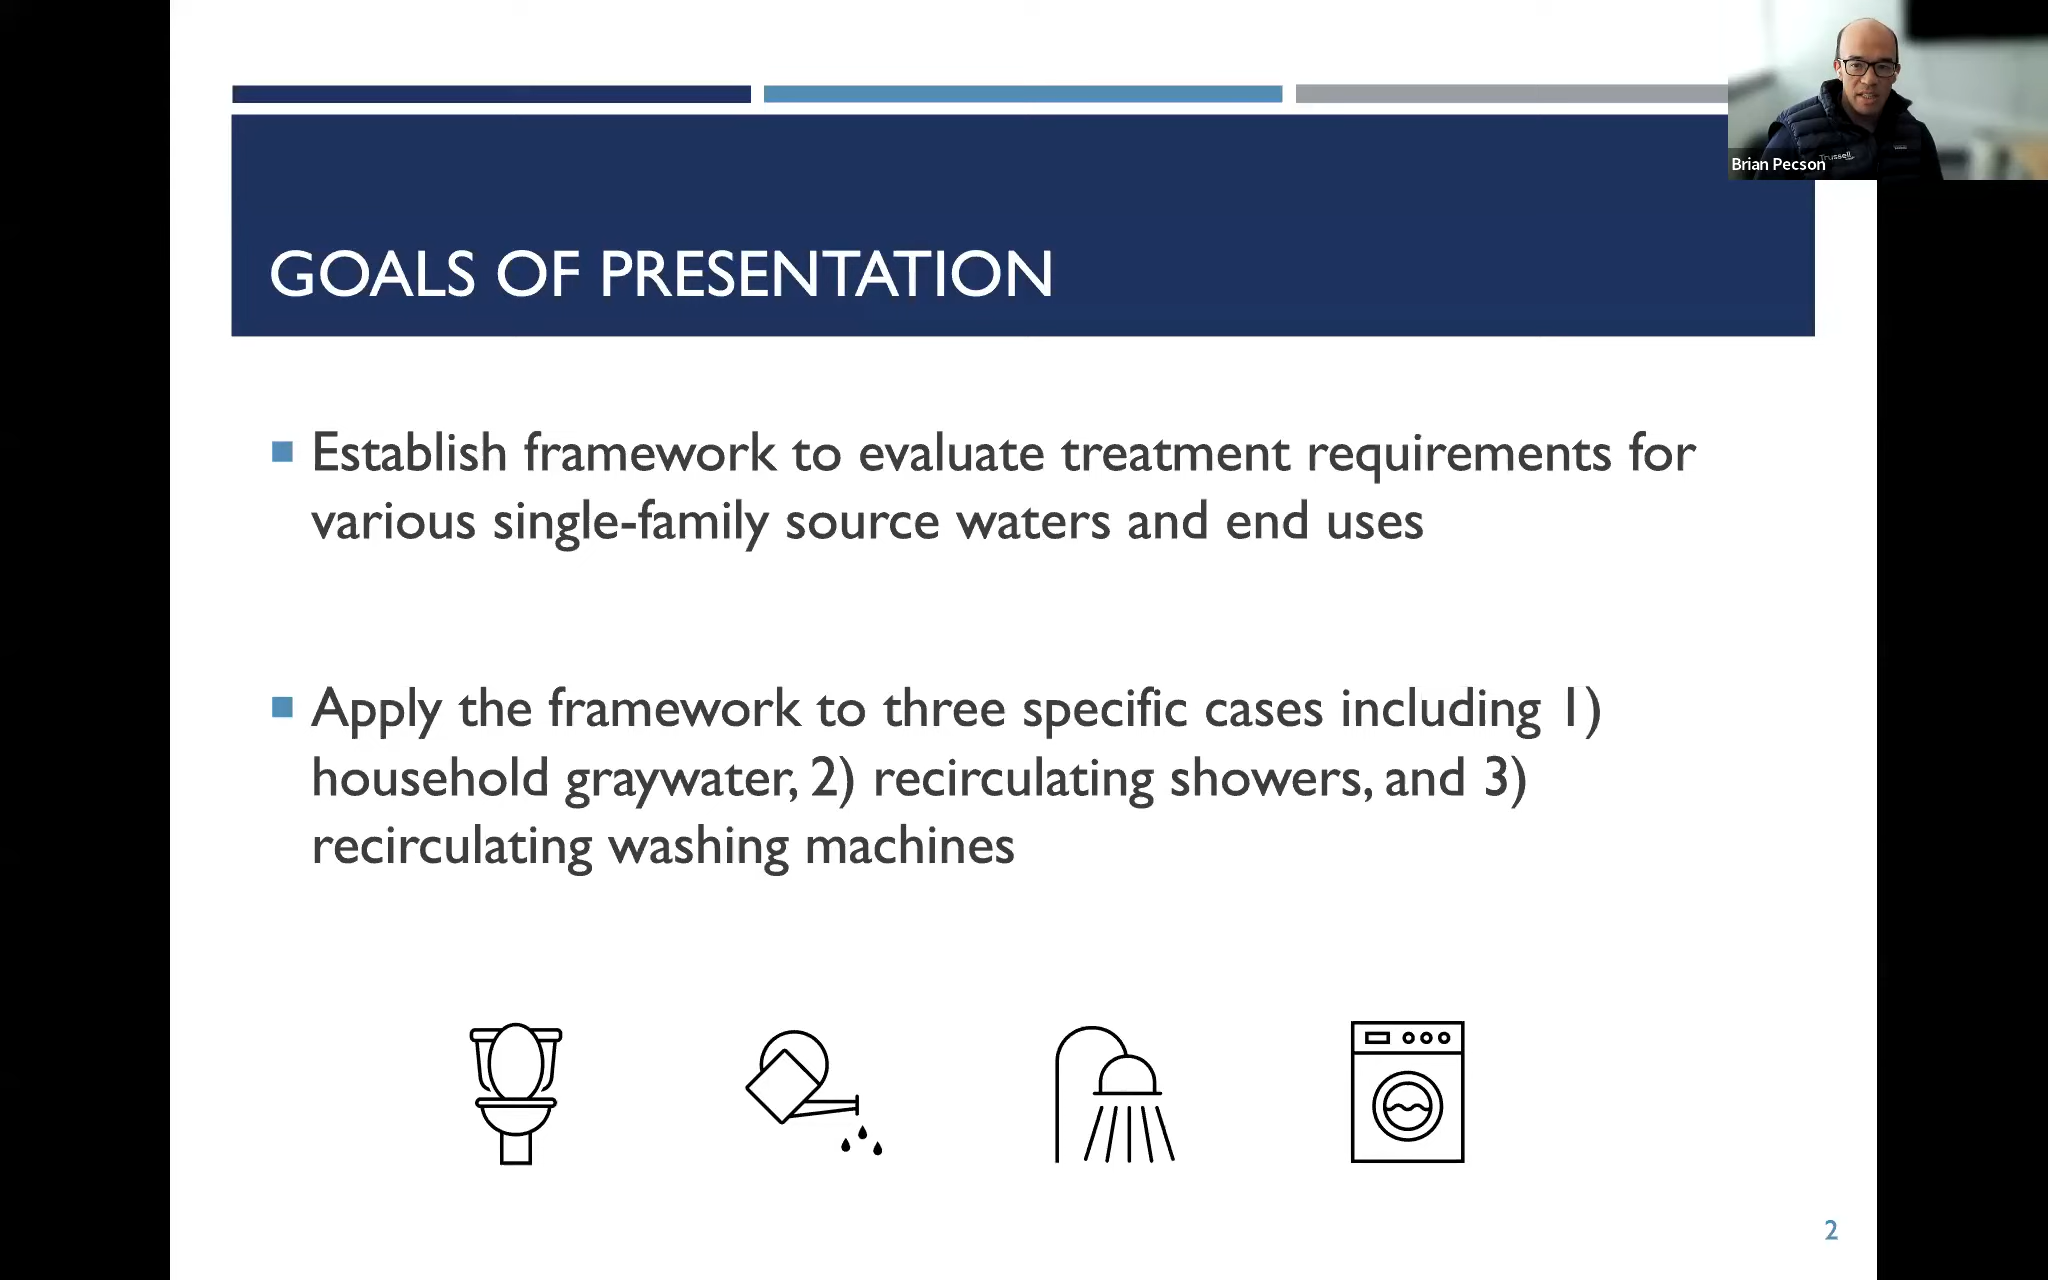 Trussell
Brian Pecson
GOALS OF PRESENTATION
Establish framework to evaluate treatment requirements for
various single-family source waters and end uses
Apply the framework to three specific cases including 1)
household graywater, 2) recirculating showers, and 3)
recirculating washing machines
2